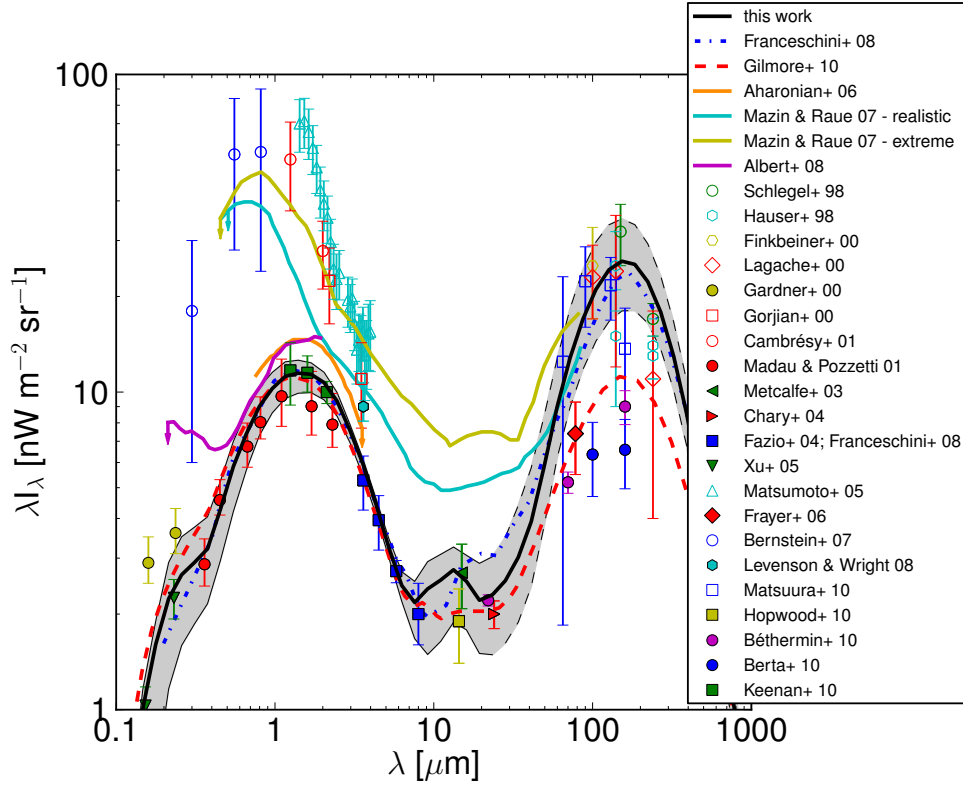 this work
Franceschini+ 08
Gilmore+ 10
Aharonian+ 06
Mazin & Raue 07 - realistic
Mazin & Raue 07 - extreme
Albert+ 08
Schlegel+ 98
Hauser+ 98
Finkbeiner+ 00
Lagache+ 00
Gardner+ 00
Gorjian+ 00
Cambrésy+ 01
Madau & Pozzetti 01
Metcalfe+ 03
Chary+ 04
Fazio+ 04; Franceschini+ 08
Xu+ 05
Matsumoto+ 05
Frayer+ 06
Bernstein+ 07
Levenson & Wright 08
Matsuura+ 10
Hopwood+ 10
Béthermin+ 10
Berta+ 10
Keenan+ 10
100
10
1
λI_λ [nW m⁻² sr⁻¹]
0.1 1 10 100 1000
λ [μm]